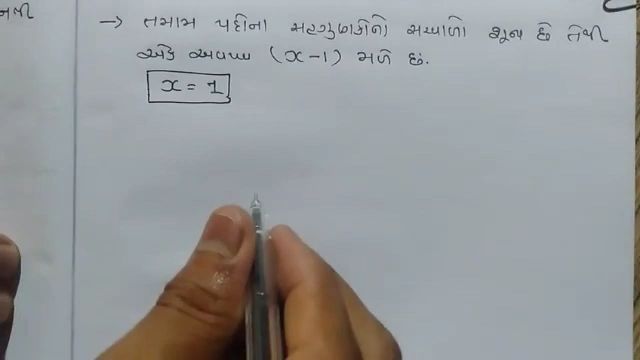 → તમામ પદોના સહગુણકોનો સરવાળો શૂન્ય છે તેથી
એક અવયવ (x-1) મળે છે.
x = 1